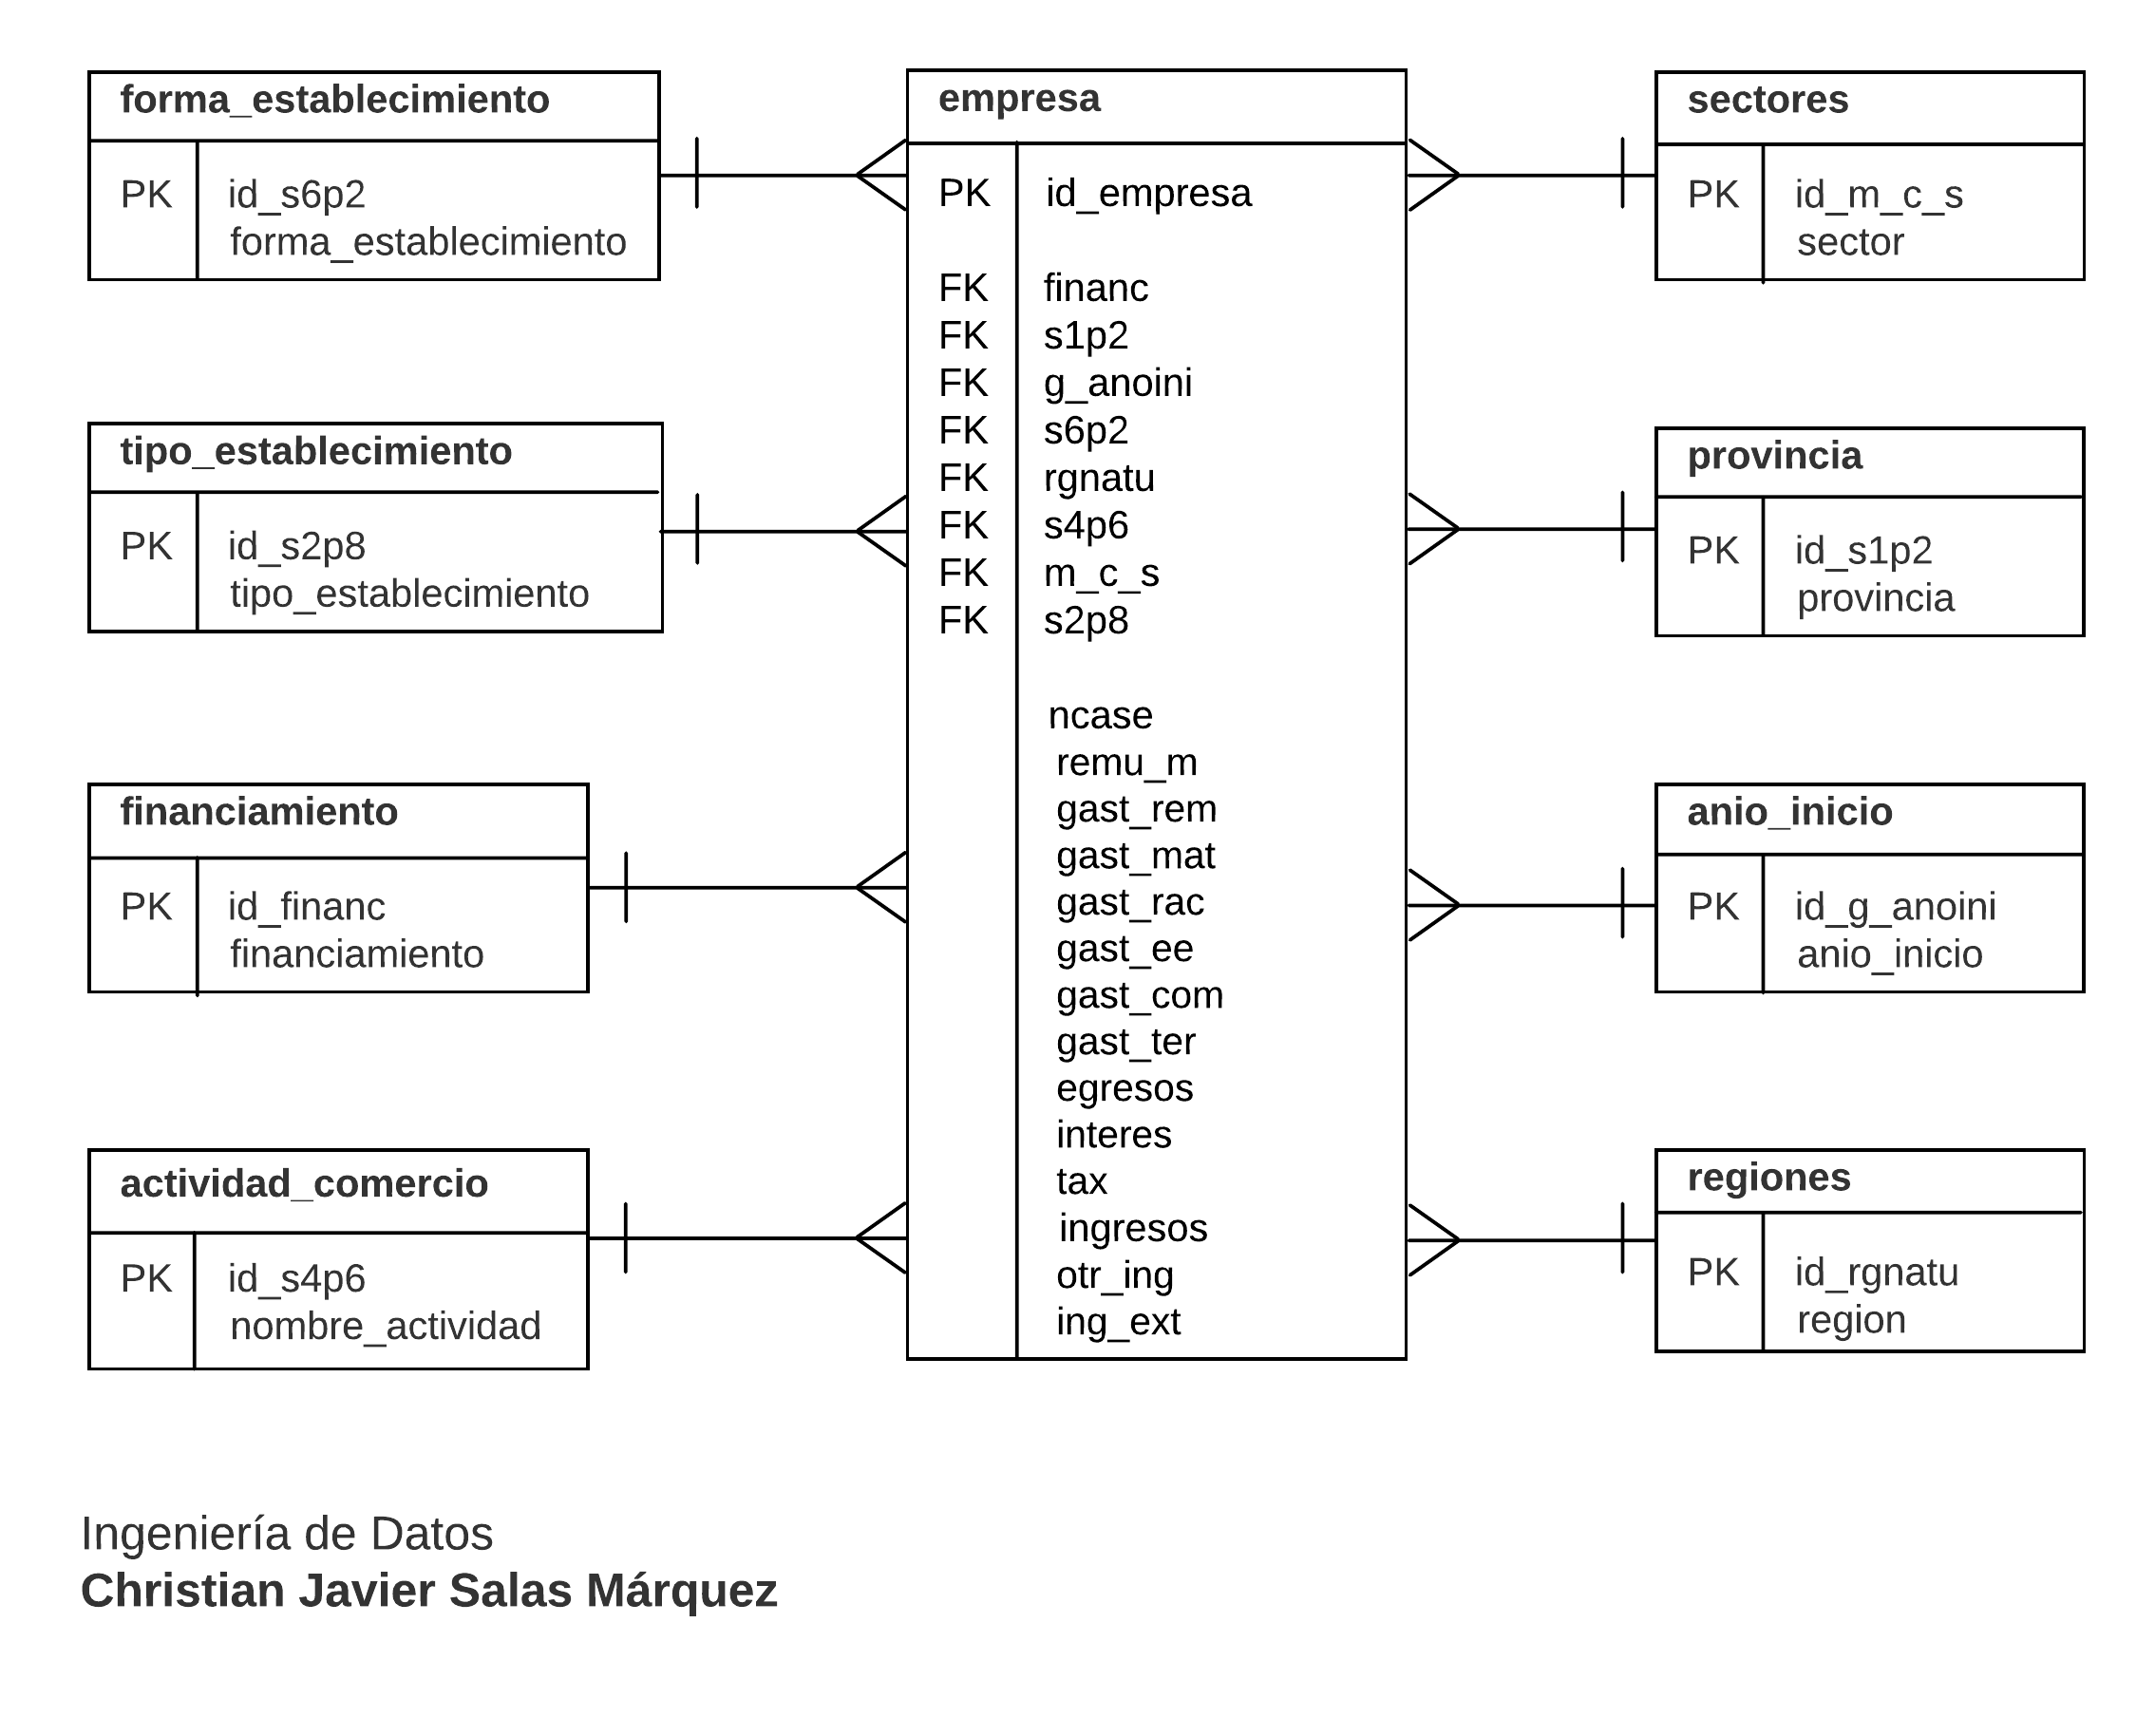 forma_establecimiento
PK id_s6p2
forma_establecimiento
tipo_establecimiento
PK id_s2p8
tipo_establecimiento
financiamiento
PK id_financ
financiamiento
actividad_comercio
PK id_s4p6
nombre_actividad
empresa
PK id_empresa
FK financ
FK s1p2
FK g_anoini
FK s6p2
FK rgnatu
FK s4p6
FK m_c_s
FK s2p8
ncase
remu_m
gast_rem
gast_mat
gast_rac
gast_ee
gast_com
gast_ter
egresos
interes
tax
ingresos
otr_ing
ing_ext
sectores
PK id_m_c_s
sector
provincia
PK id_s1p2
provincia
anio_inicio
PK id_g_anoini
anio_inicio
regiones
PK id_rgnatu
region
Ingeniería de Datos
Christian Javier Salas Márquez